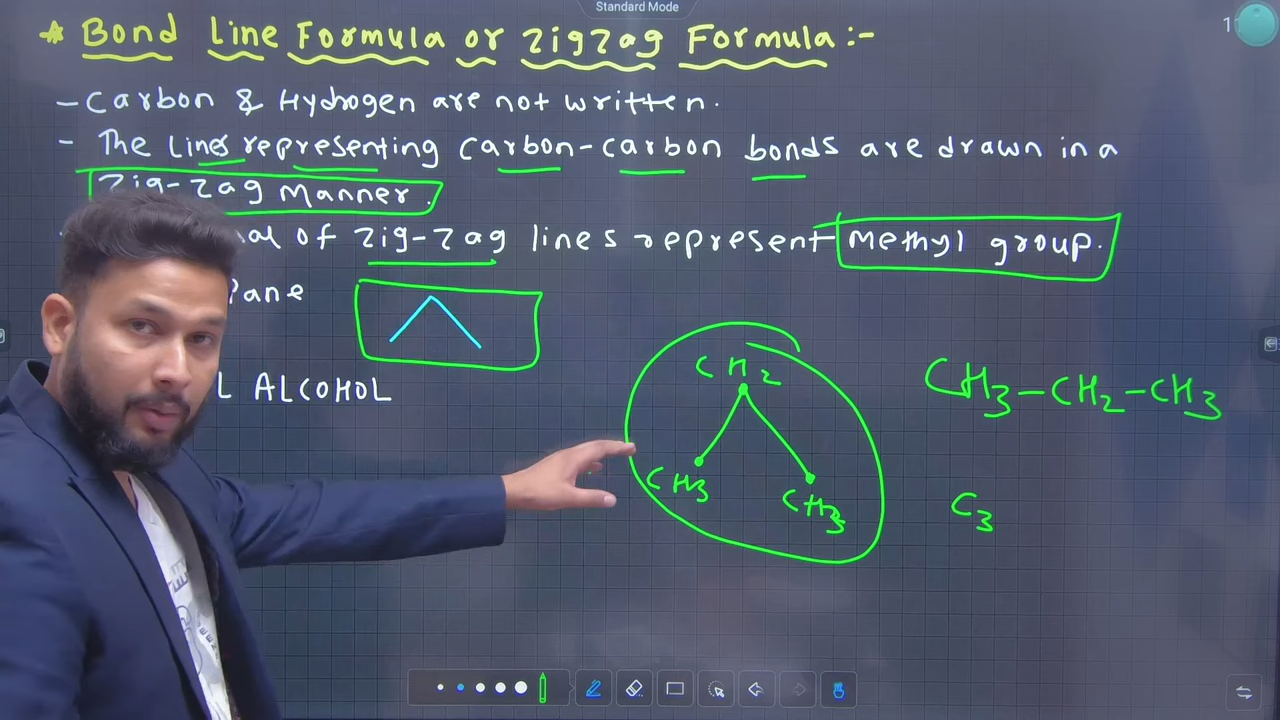 Standard Mode
1
* Bond Line Formula or ZigZag Formula:-
- Carbon & Hydrogen are not written.
- The Lines representing carbon-carbon bonds are drawn in a
Zig-Zag Manner.
of Zig-Zag lines represent Methyl group.
L ALCOHOL
CH2
CH3
CH3
CH3-CH2-CH3
C3